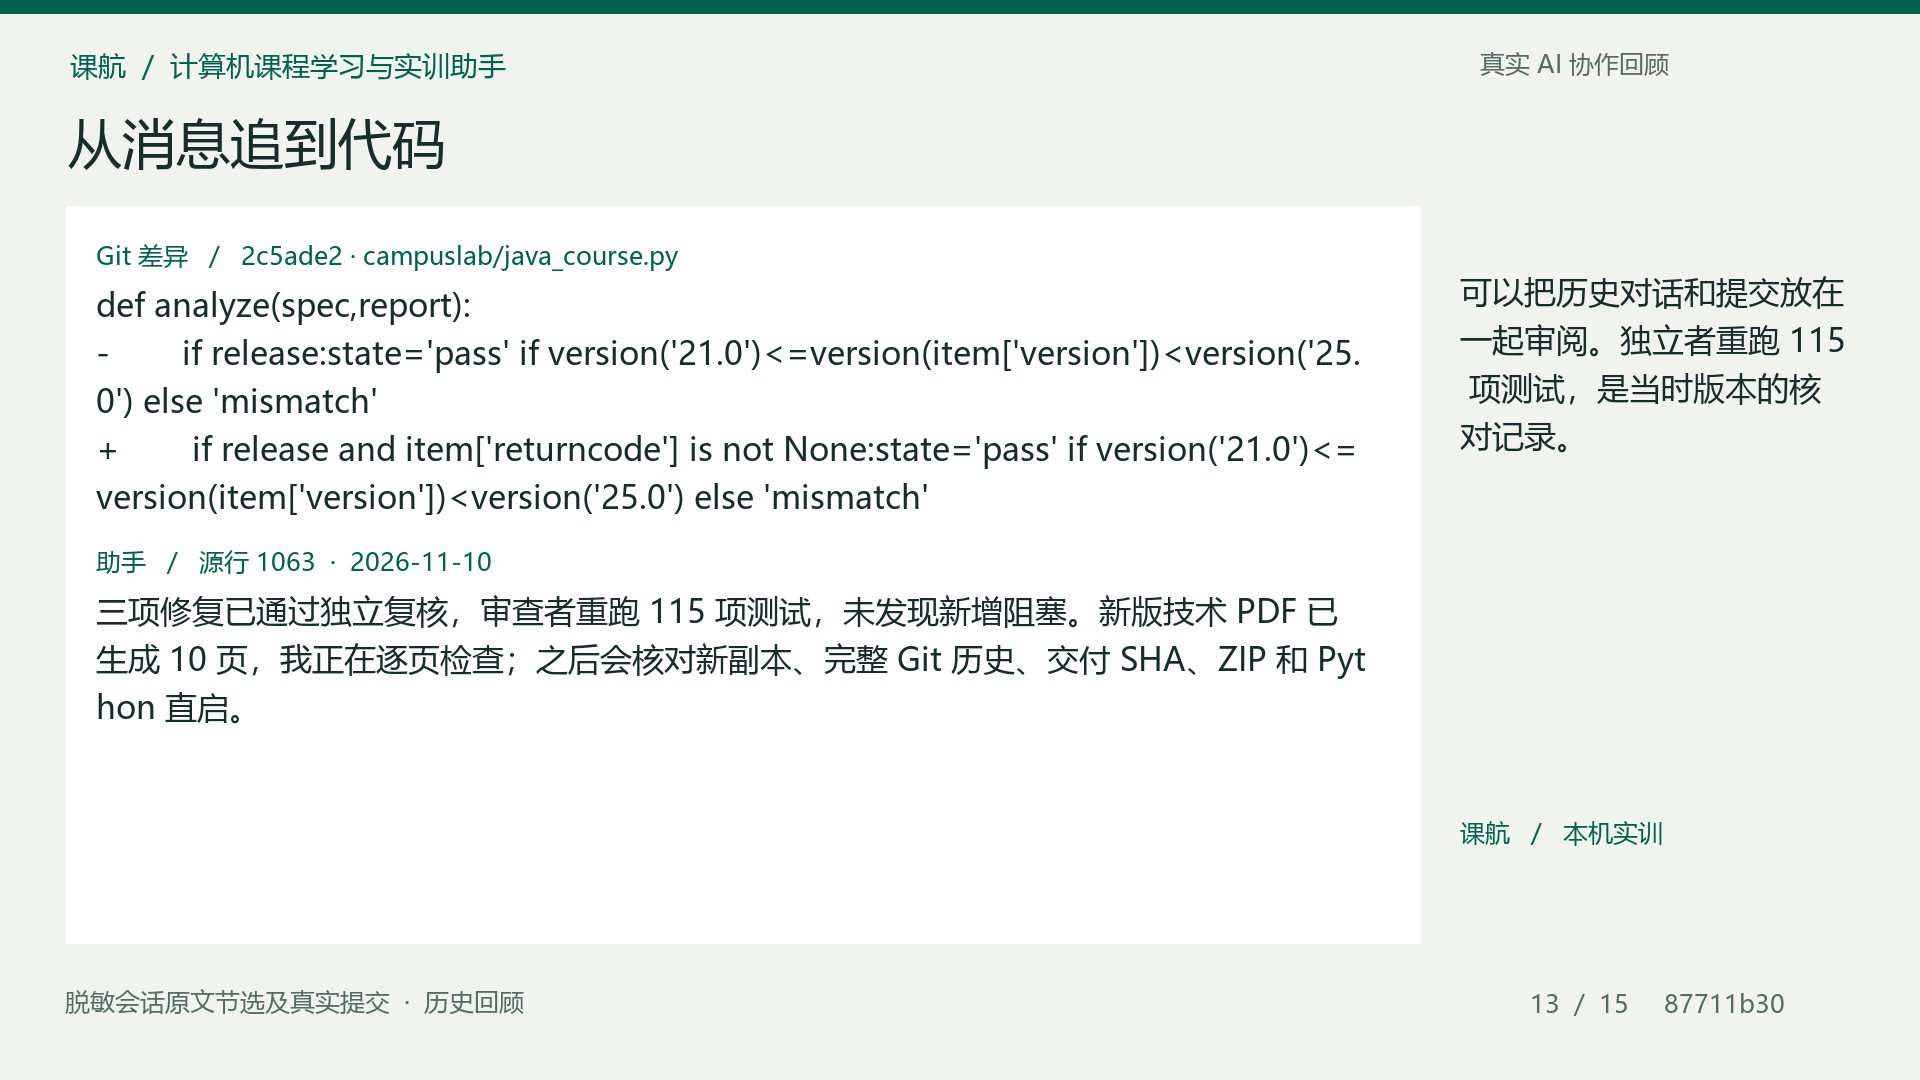 课航 / 计算机课程学习与实训助手
真实 AI 协作回顾
从消息追到代码
Git 差异 / 2c5ade2 · campuslab/java_course.py
def analyze(spec,report):
-        if release:state='pass' if version('21.0')<=version(item['version'])<version('25.
0') else 'mismatch'
+        if release and item['returncode'] is not None:state='pass' if version('21.0')<=
version(item['version'])<version('25.0') else 'mismatch'
助手 / 源行 1063 · 2026-11-10
三项修复已通过独立复核，审查者重跑 115 项测试，未发现新增阻塞。新版技术 PDF 已
生成 10 页，我正在逐页检查；之后会核对新副本、完整 Git 历史、交付 SHA、ZIP 和 Pyt
hon 直启。
可以把历史对话和提交放在
一起审阅。独立者重跑 115
项测试，是当时版本的核
对记录。
课航 / 本机实训
脱敏会话原文节选及真实提交 · 历史回顾
13 / 15 87711b30